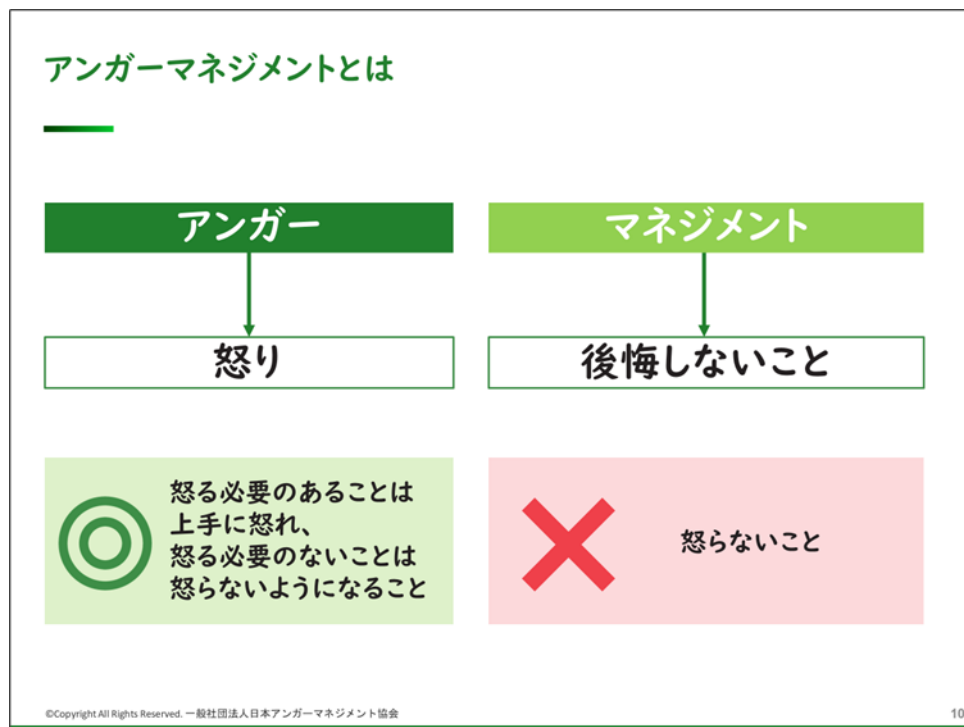 アンガーマネジメントとは
アンガー
マネジメント
怒り
後悔しないこと
怒る必要のあることは
上手に怒れ、
怒る必要のないことは
怒らないようになること
怒らないこと
©Copyright All Rights Reserved. 一般社団法人日本アンガーマネジメント協会
10